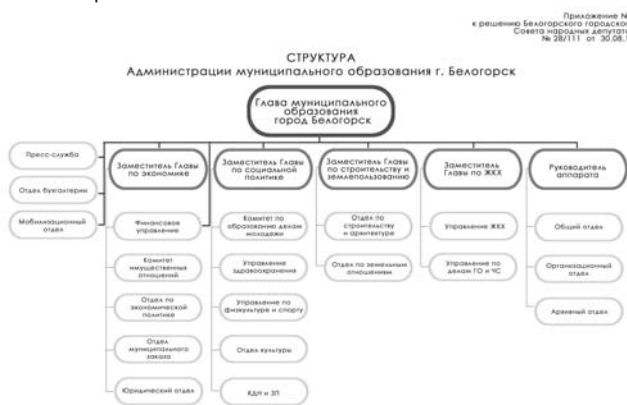 Приложение №
к решению Белогорского городског
Совета народных депутат
№ 28/111 от 30.08.
СТРУКТУРА
Администрации муниципального образования г. Белогорск
Глава муниципального
образования
город Белогорск
Пресс-служба
Отдел бухгалтерии
Мобилизационный
отдел
Заместитель Главы
по экономике
Финансовое
управление
Комитет
имущественных
отношений
Отдел по
экономической
политике
Отдел
муниципального
заказа
Юридический отдел
Заместитель Главы
по социальной
политике
Комитет по
образованию делам
молодежи
Управление
здравоохранения
Управление по
физкультуре и спорту
Отдел культуры
КДН и ЗП
Заместитель Главы
по строительству и
землепользованию
Отдел по
строительству
и архитектуре
Отдел по земельным
отношениям
Заместитель
Главы по ЖКХ
Управление ЖКХ
Управление по
делам ГО и ЧС
Руководитель
аппарата
Общий отдел
Организационный
отдел
Архивный отдел